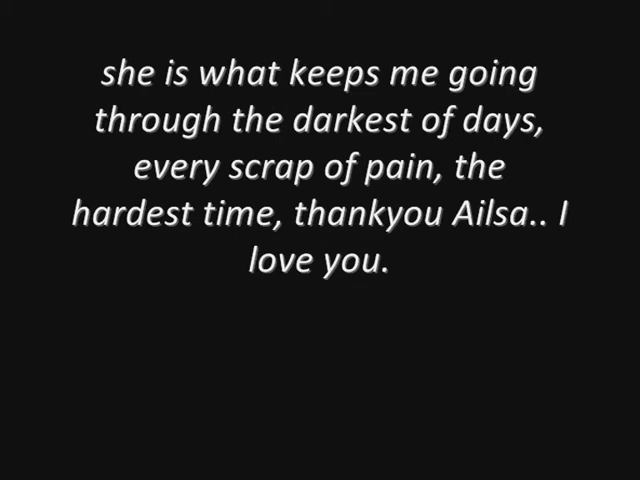 she is what keeps me going
through the darkest of days,
every scrap of pain, the
hardest time, thankyou Ailsa.. I
love you.